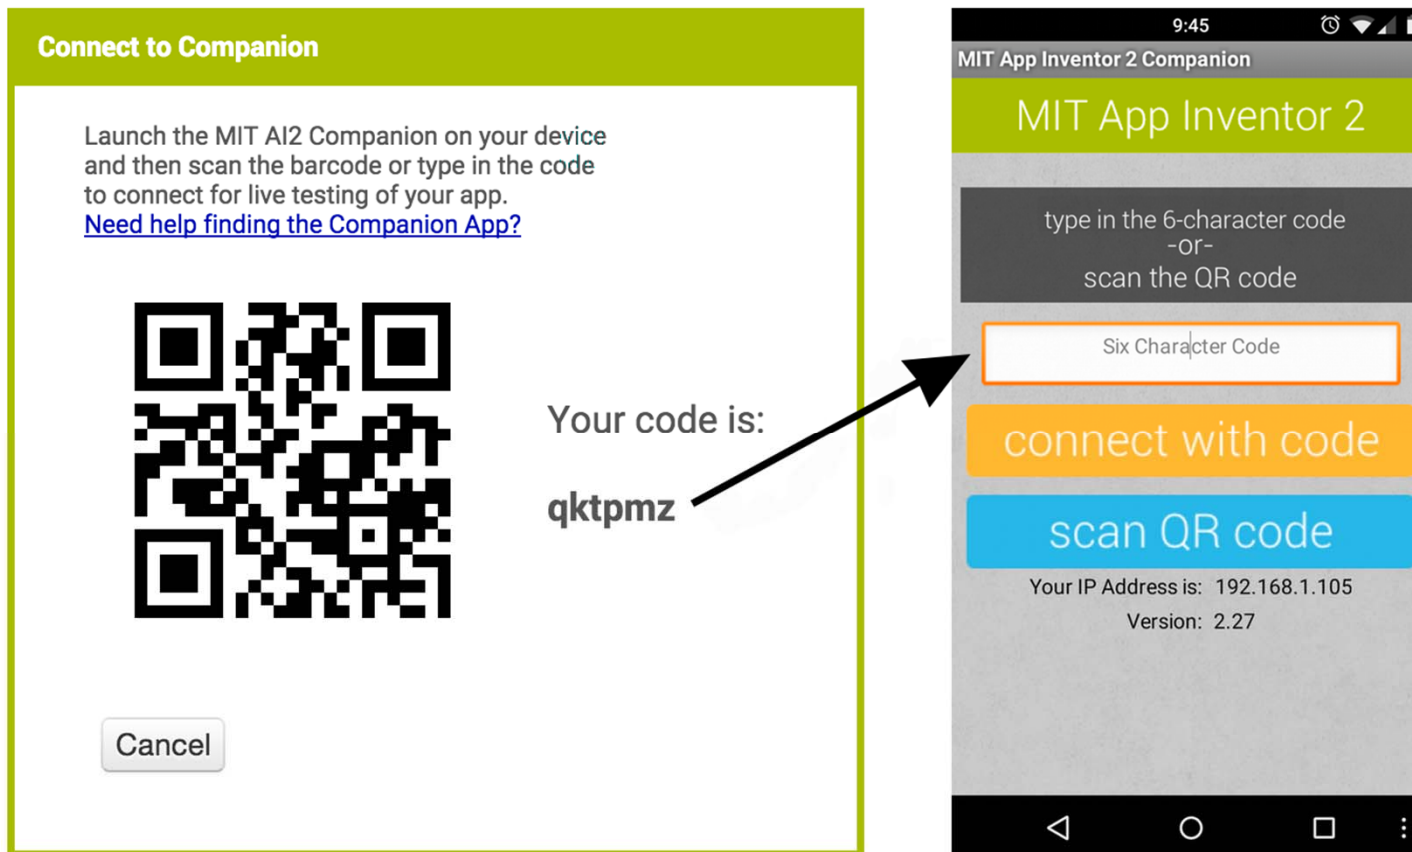 Connect to Companion
Launch the MIT AI2 Companion on your device
and then scan the barcode or type in the code
to connect for live testing of your app.
Need help finding the Companion App?
Your code is:
qktpmz
Cancel
9:45
MIT App Inventor 2 Companion
MIT App Inventor 2
type in the 6-character code
-or-
scan the QR code
Six Character Code
connect with code
scan QR code
Your IP Address is: 192.168.1.105
Version: 2.27